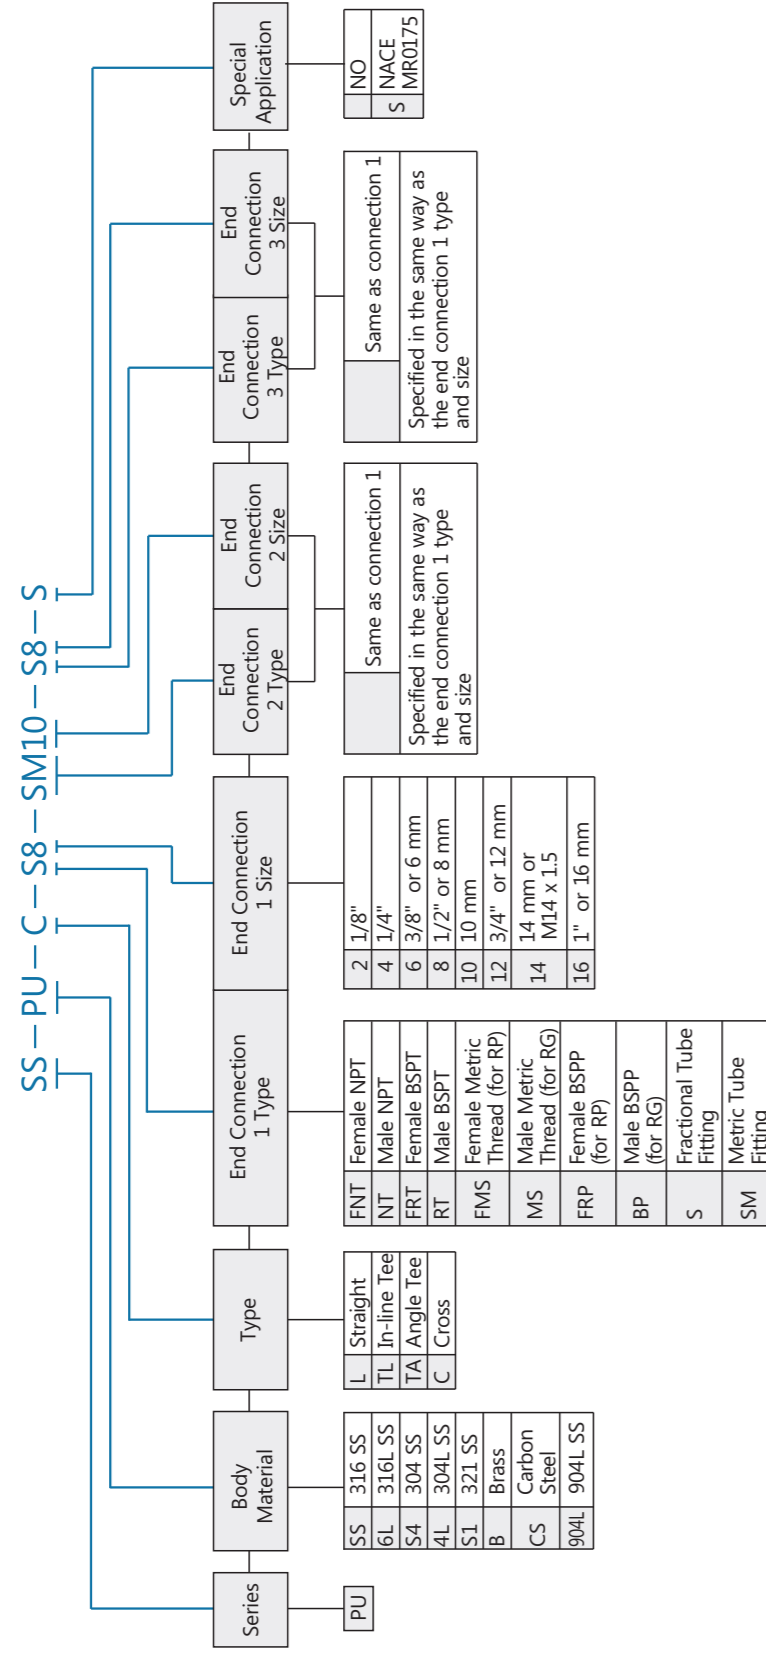 SS — PU — C — S8 — SM10 — S8 — S
Series
PU
Body
Material
SS 316 SS
6L 316L SS
S4 304 SS
4L 304L SS
S1 321 SS
B Brass
CS Carbon
Steel
904L 904L SS
Type
L Straight
TL In-line Tee
TA Angle Tee
C Cross
End Connection
1 Type
FNT Female NPT
NT Male NPT
FRT Female BSPT
RT Male BSPT
FMS Female Metric
Thread (for RP)
MS Male Metric
Thread (for RG)
FRP Female BSPP
(for RP)
BP Male BSPP
(for RG)
S Fractional Tube
Fitting
SM Metric Tube
Fitting
End Connection
1 Size
2 1/8"
4 1/4"
6 3/8" or 6 mm
8 1/2" or 8 mm
10 10 mm
12 3/4" or 12 mm
14 14 mm or
M14 x 1.5
16 1" or 16 mm
End
Connection
2 Type
End
Connection
2 Size
Same as connection 1
Specified in the same way as
the end connection 1 type
and size
End
Connection
3 Type
End
Connection
3 Size
Same as connection 1
Specified in the same way as
the end connection 1 type
and size
Special
Application
NO
S NACE
MR0175